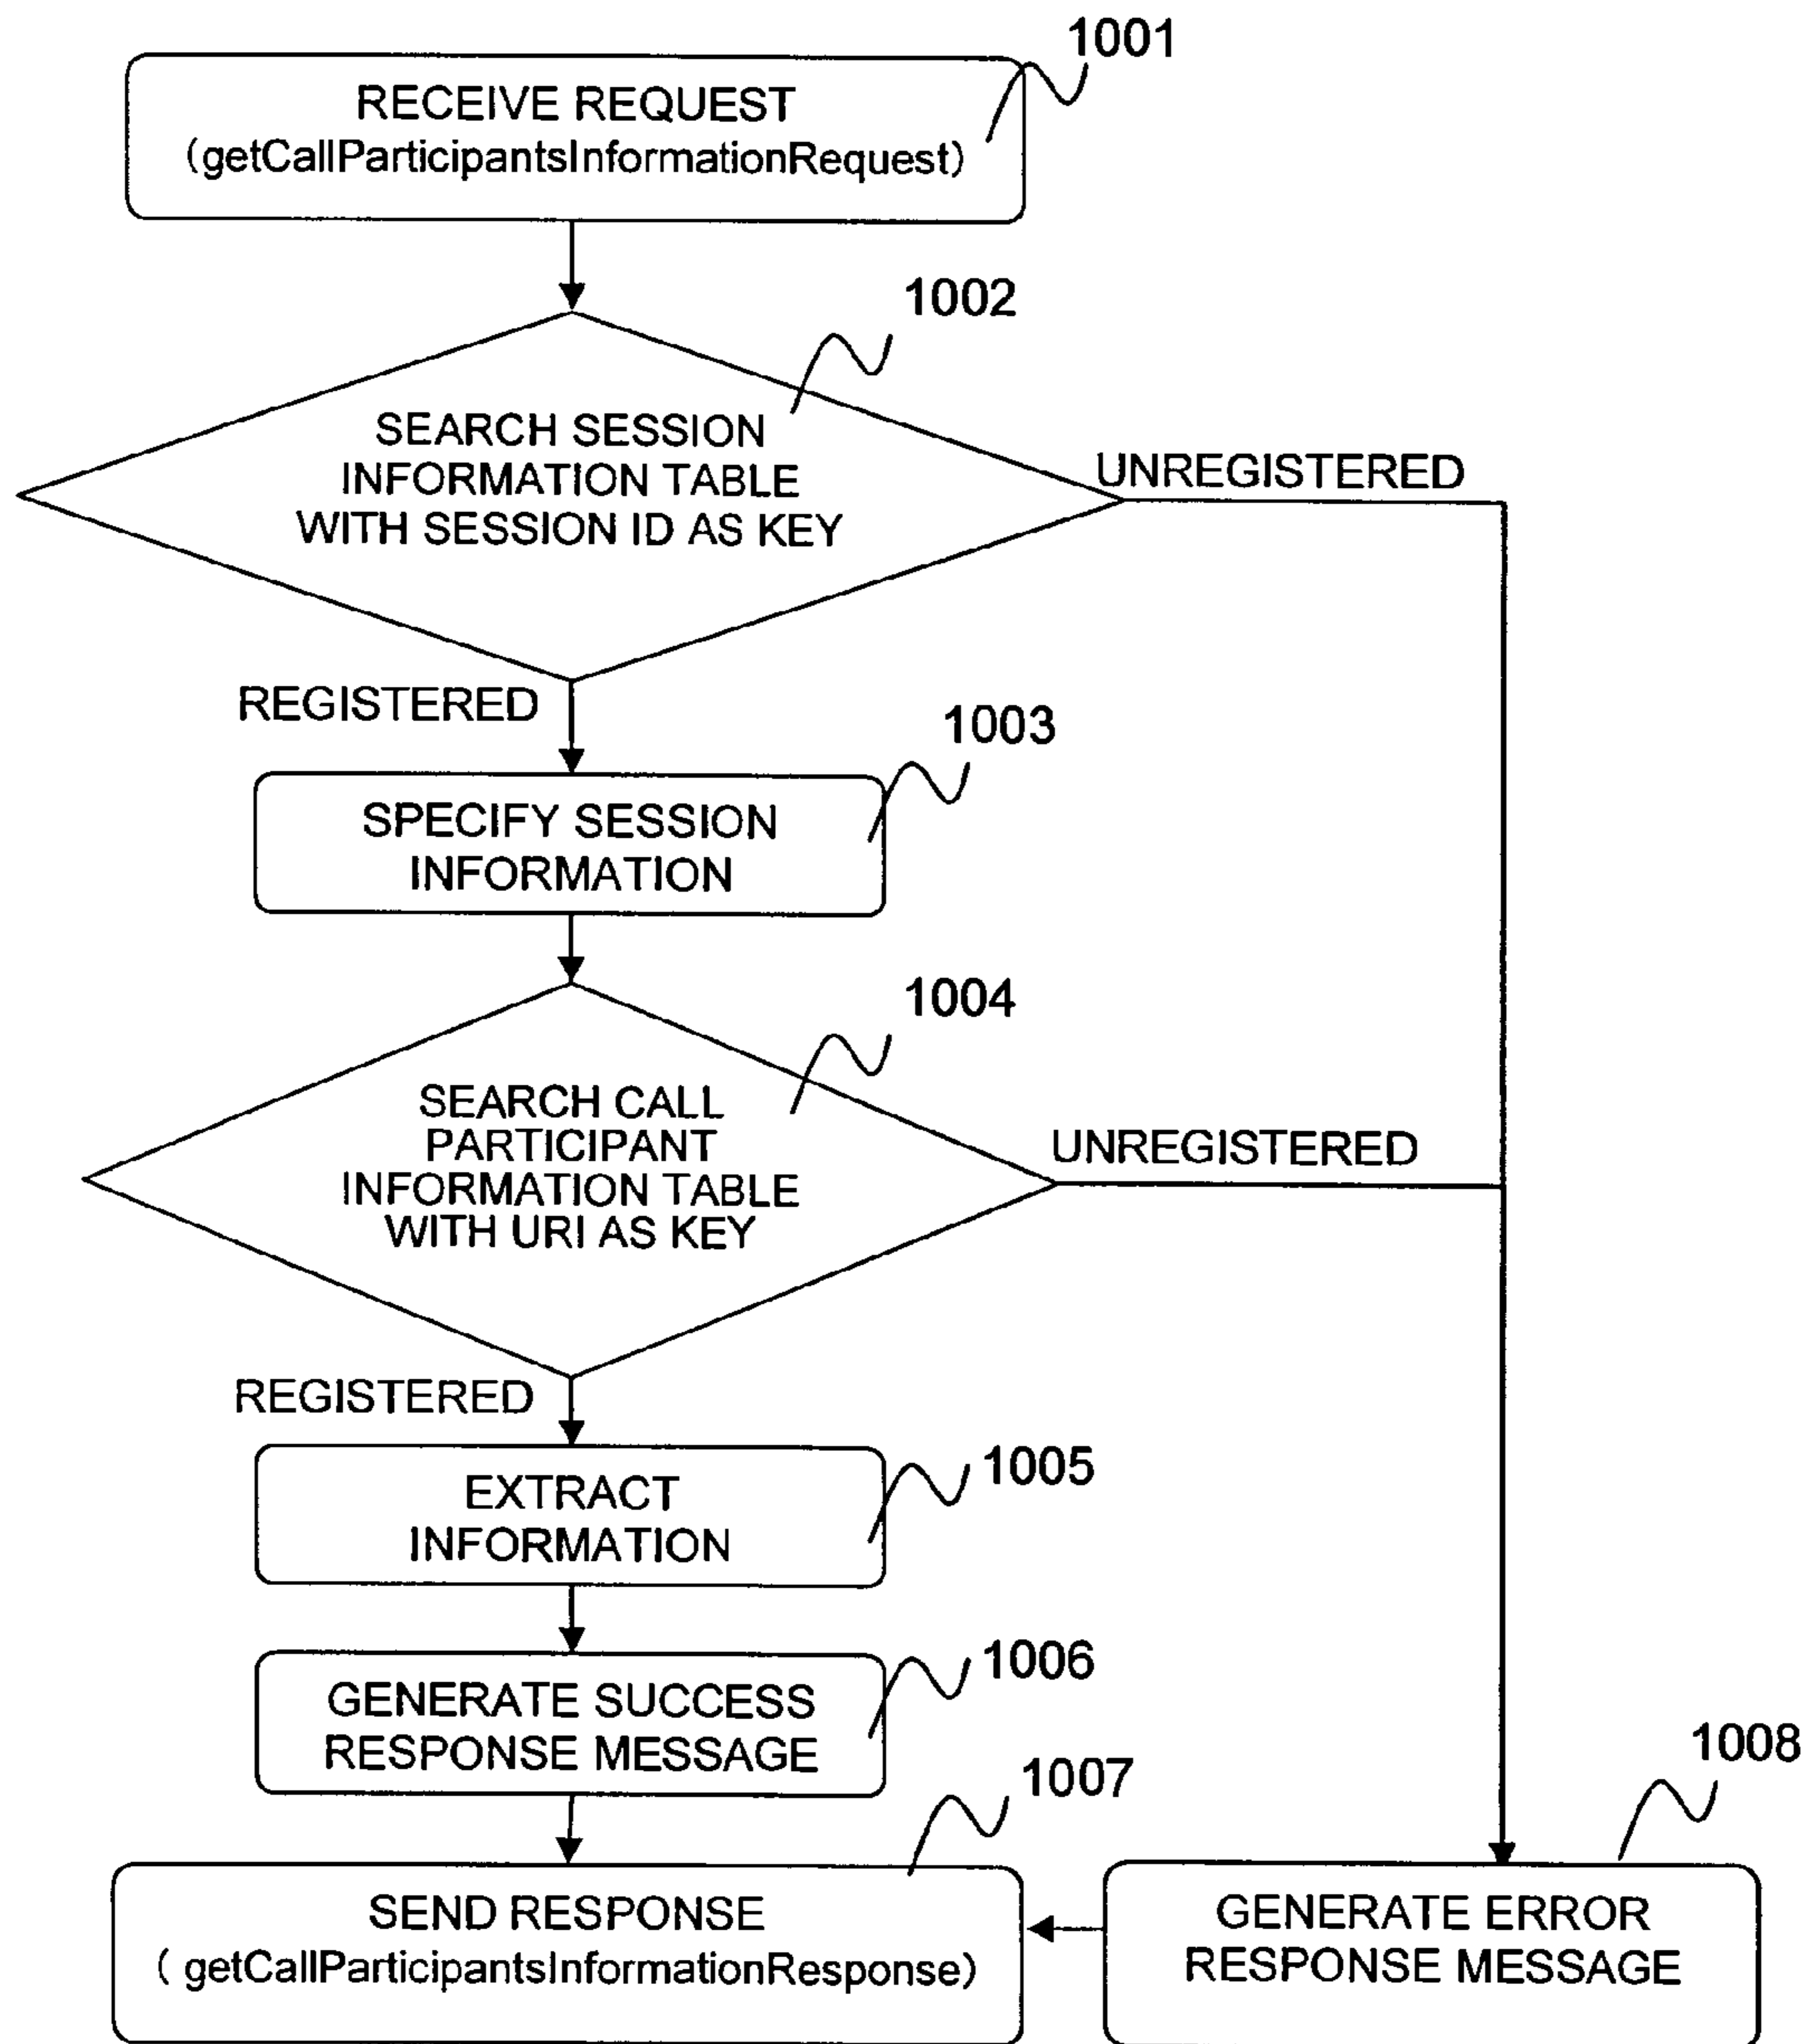 1001
RECEIVE REQUEST
(getCallParticipantsInformationRequest)
1002
SEARCH SESSION
INFORMATION TABLE
WITH SESSION ID AS KEY
UNREGISTERED
REGISTERED
1003
SPECIFY SESSION
INFORMATION
1004
SEARCH CALL
PARTICIPANT
INFORMATION TABLE
WITH URI AS KEY
UNREGISTERED
REGISTERED
1005
EXTRACT
INFORMATION
1006
GENERATE SUCCESS
RESPONSE MESSAGE
1007
SEND RESPONSE
( getCallParticipantsInformationResponse)
1008
GENERATE ERROR
RESPONSE MESSAGE